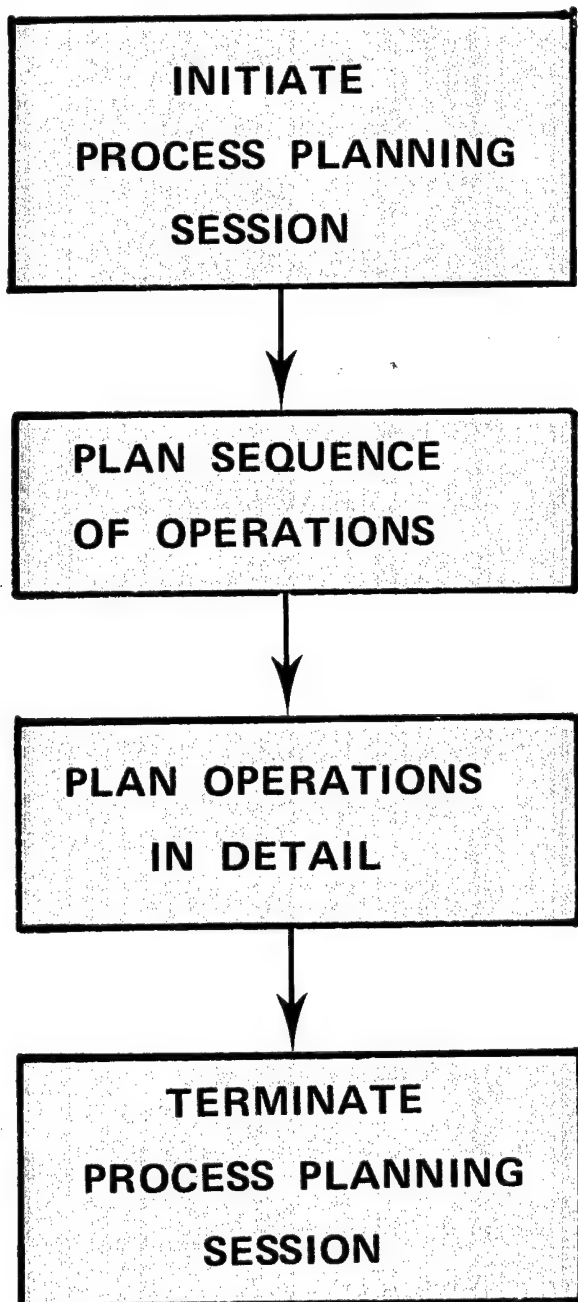 INITIATE
PROCESS PLANNING
SESSION
PLAN SEQUENCE
OF OPERATIONS
PLAN OPERATIONS
IN DETAIL
TERMINATE
PROCESS PLANNING
SESSION